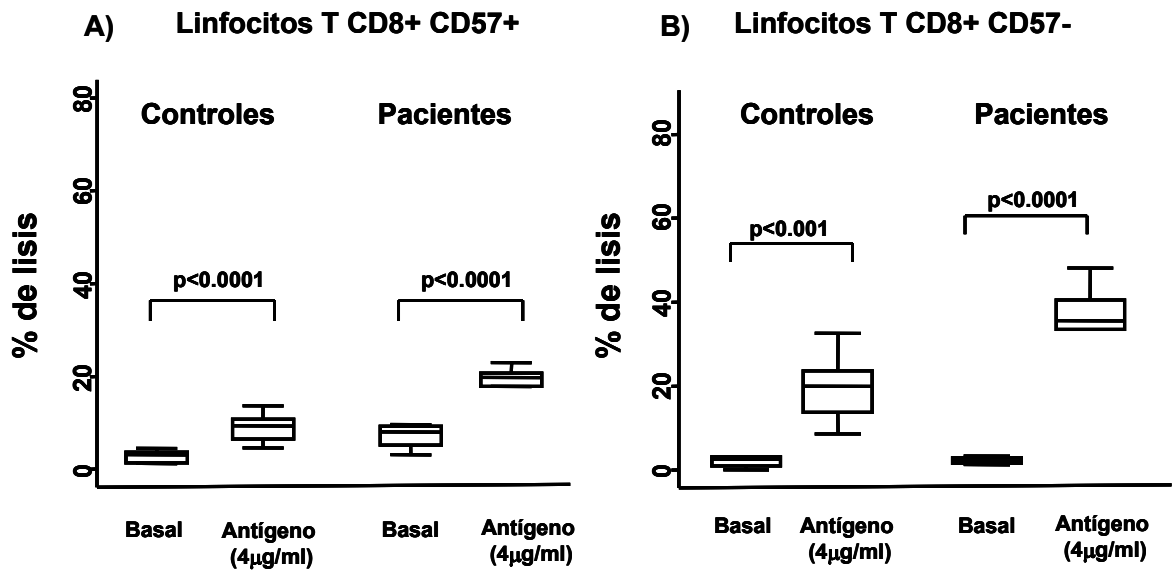 A) Linfocitos T CD8+ CD57+
Controles Pacientes
% de lisis
80
60
40
20
0
p<0.0001 p<0.0001
Basal Antígeno Basal Antígeno
(4µg/ml) (4µg/ml)
B) Linfocitos T CD8+ CD57-
Controles Pacientes
% de lisis
80
60
40
20
0
p<0.001 p<0.0001
Basal Antígeno Basal Antígeno
(4µg/ml) (4µg/ml)